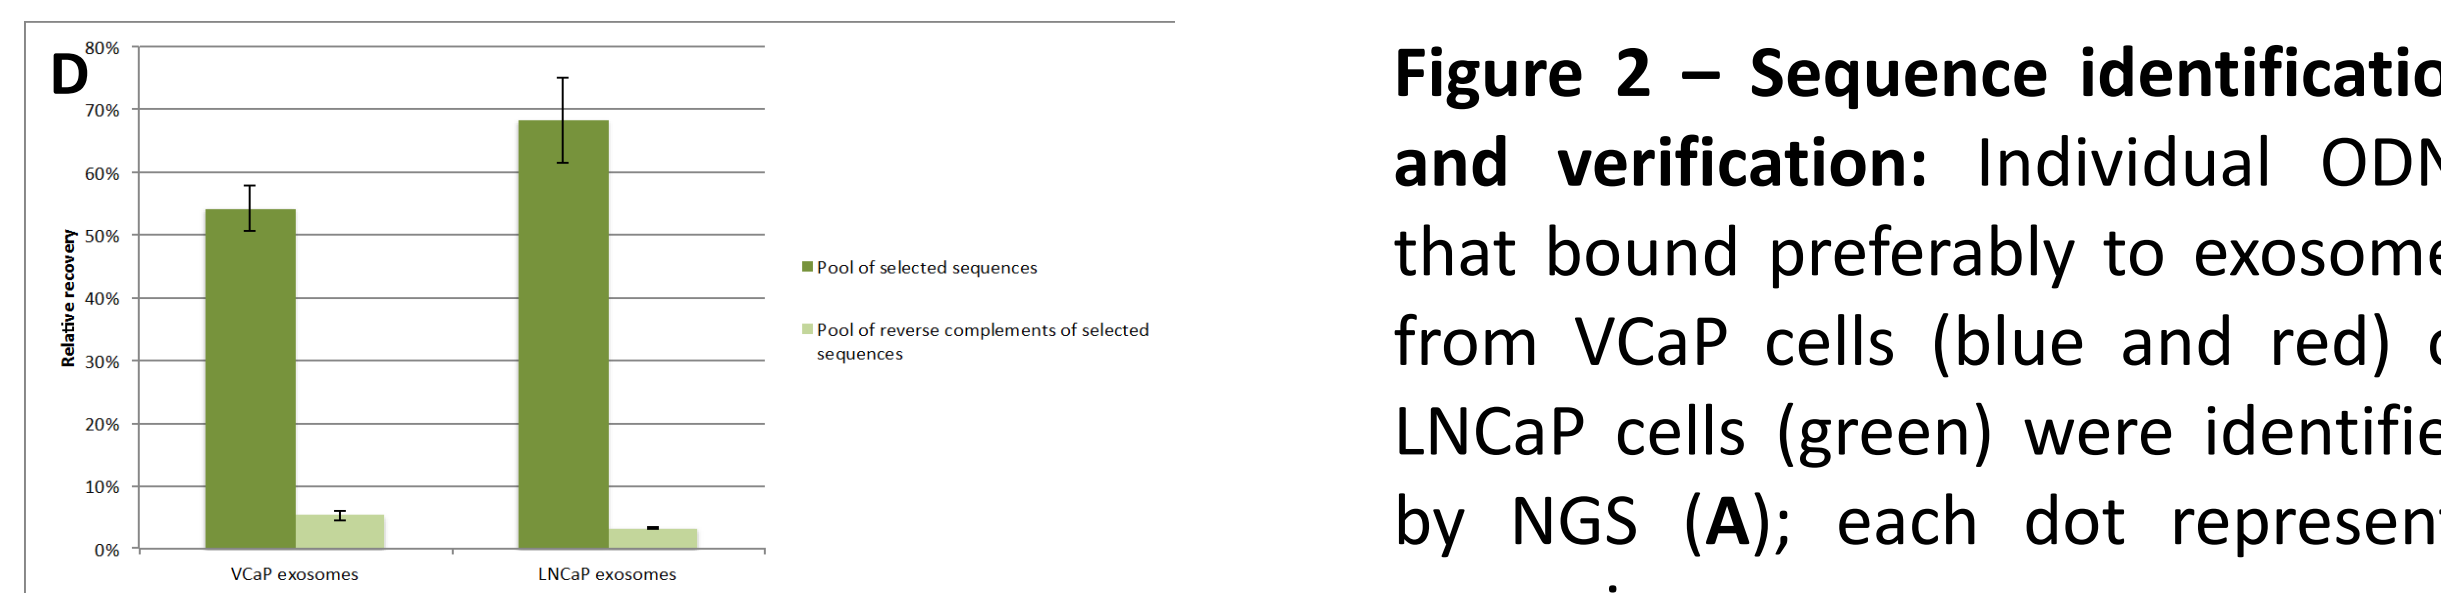 D
80%
70%
60%
50%
40%
30%
20%
10%
0%
Relative recovery
VCaP exosomes
LNCaP exosomes
Pool of selected sequences
Pool of reverse complements of selected
sequences
Figure 2 – Sequence identificatio
and verification: Individual ODN
that bound preferably to exosome
from VCaP cells (blue and red)
LNCaP cells (green) were identifie
by NGS (A); each dot represent